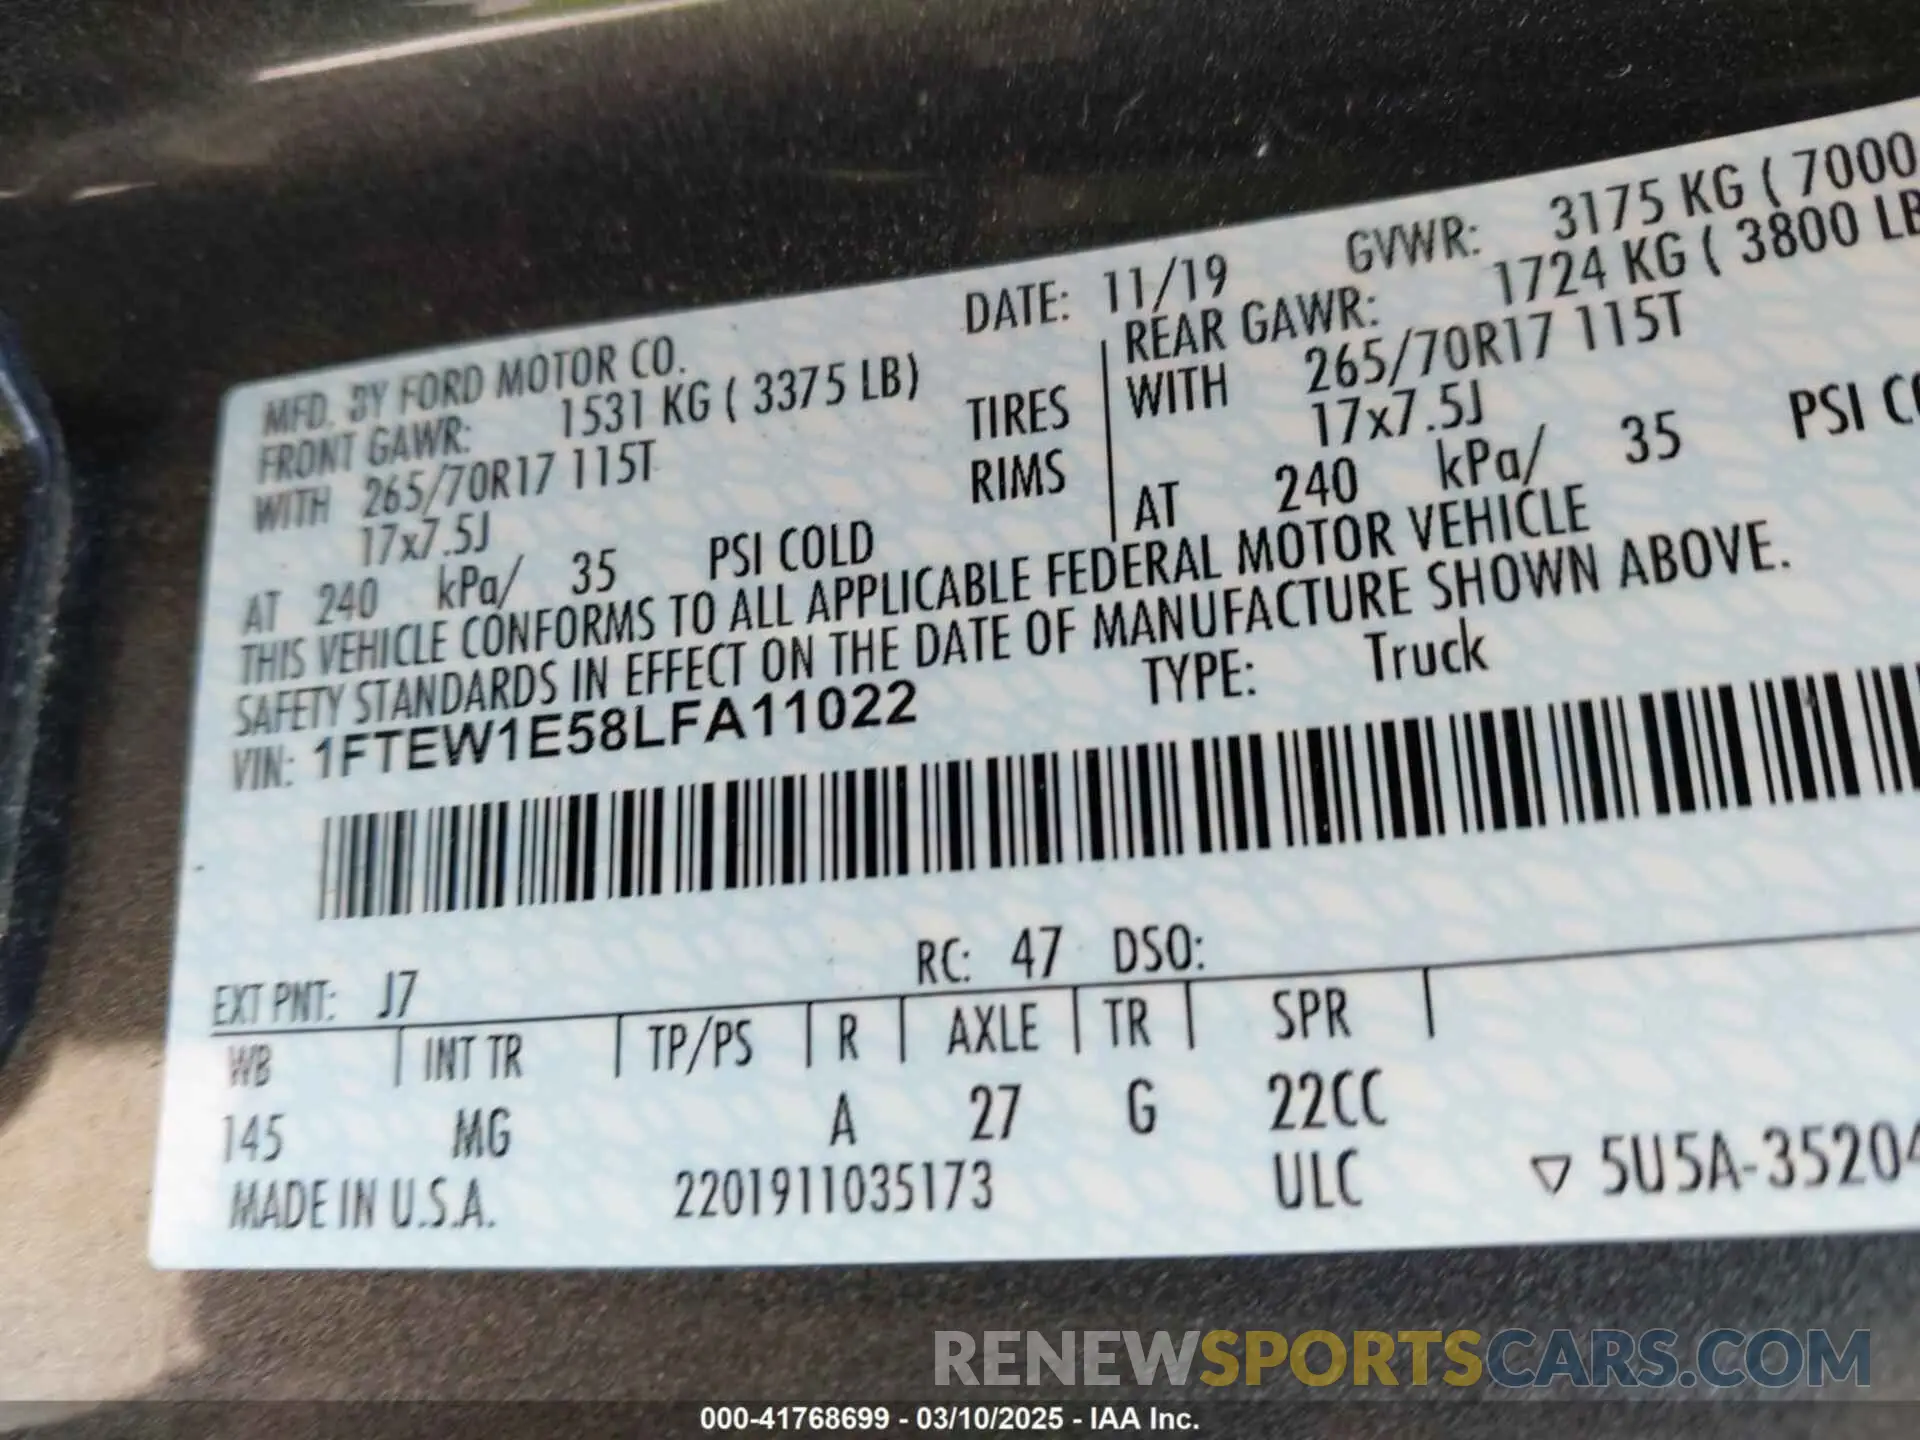 MFD. BY FORD MOTOR CO. DATE: 11/19 GVWR: 3175 KG ( 7000
FRONT GAWR: 1531 KG ( 3375 LB) REAR GAWR: 1724 KG ( 3800 LB
WITH 265/70R17 115T TIRES WITH 265/70R17 115T
17x7.5J RIMS 17x7.5J
AT 240 kPa/ 35 PSI COLD AT 240 kPa/ 35 PSI
THIS VEHICLE CONFORMS TO ALL APPLICABLE FEDERAL MOTOR VEHICLE
SAFETY STANDARDS IN EFFECT ON THE DATE OF MANUFACTURE SHOWN ABOVE.
VIN: 1FTEW1E58LFA11022 TYPE: Truck
EXT PNT: J7 RC: 47 DSO:
WB INT TR TP/PS R AXLE TR SPR
145 MG A 27 G 22CC
MADE IN U.S.A. 2201911035173 ULC ▽ 5U5A-35204
RENEWSPORTSCARS.COM
000-41768699 - 03/10/2025 - IAA Inc.